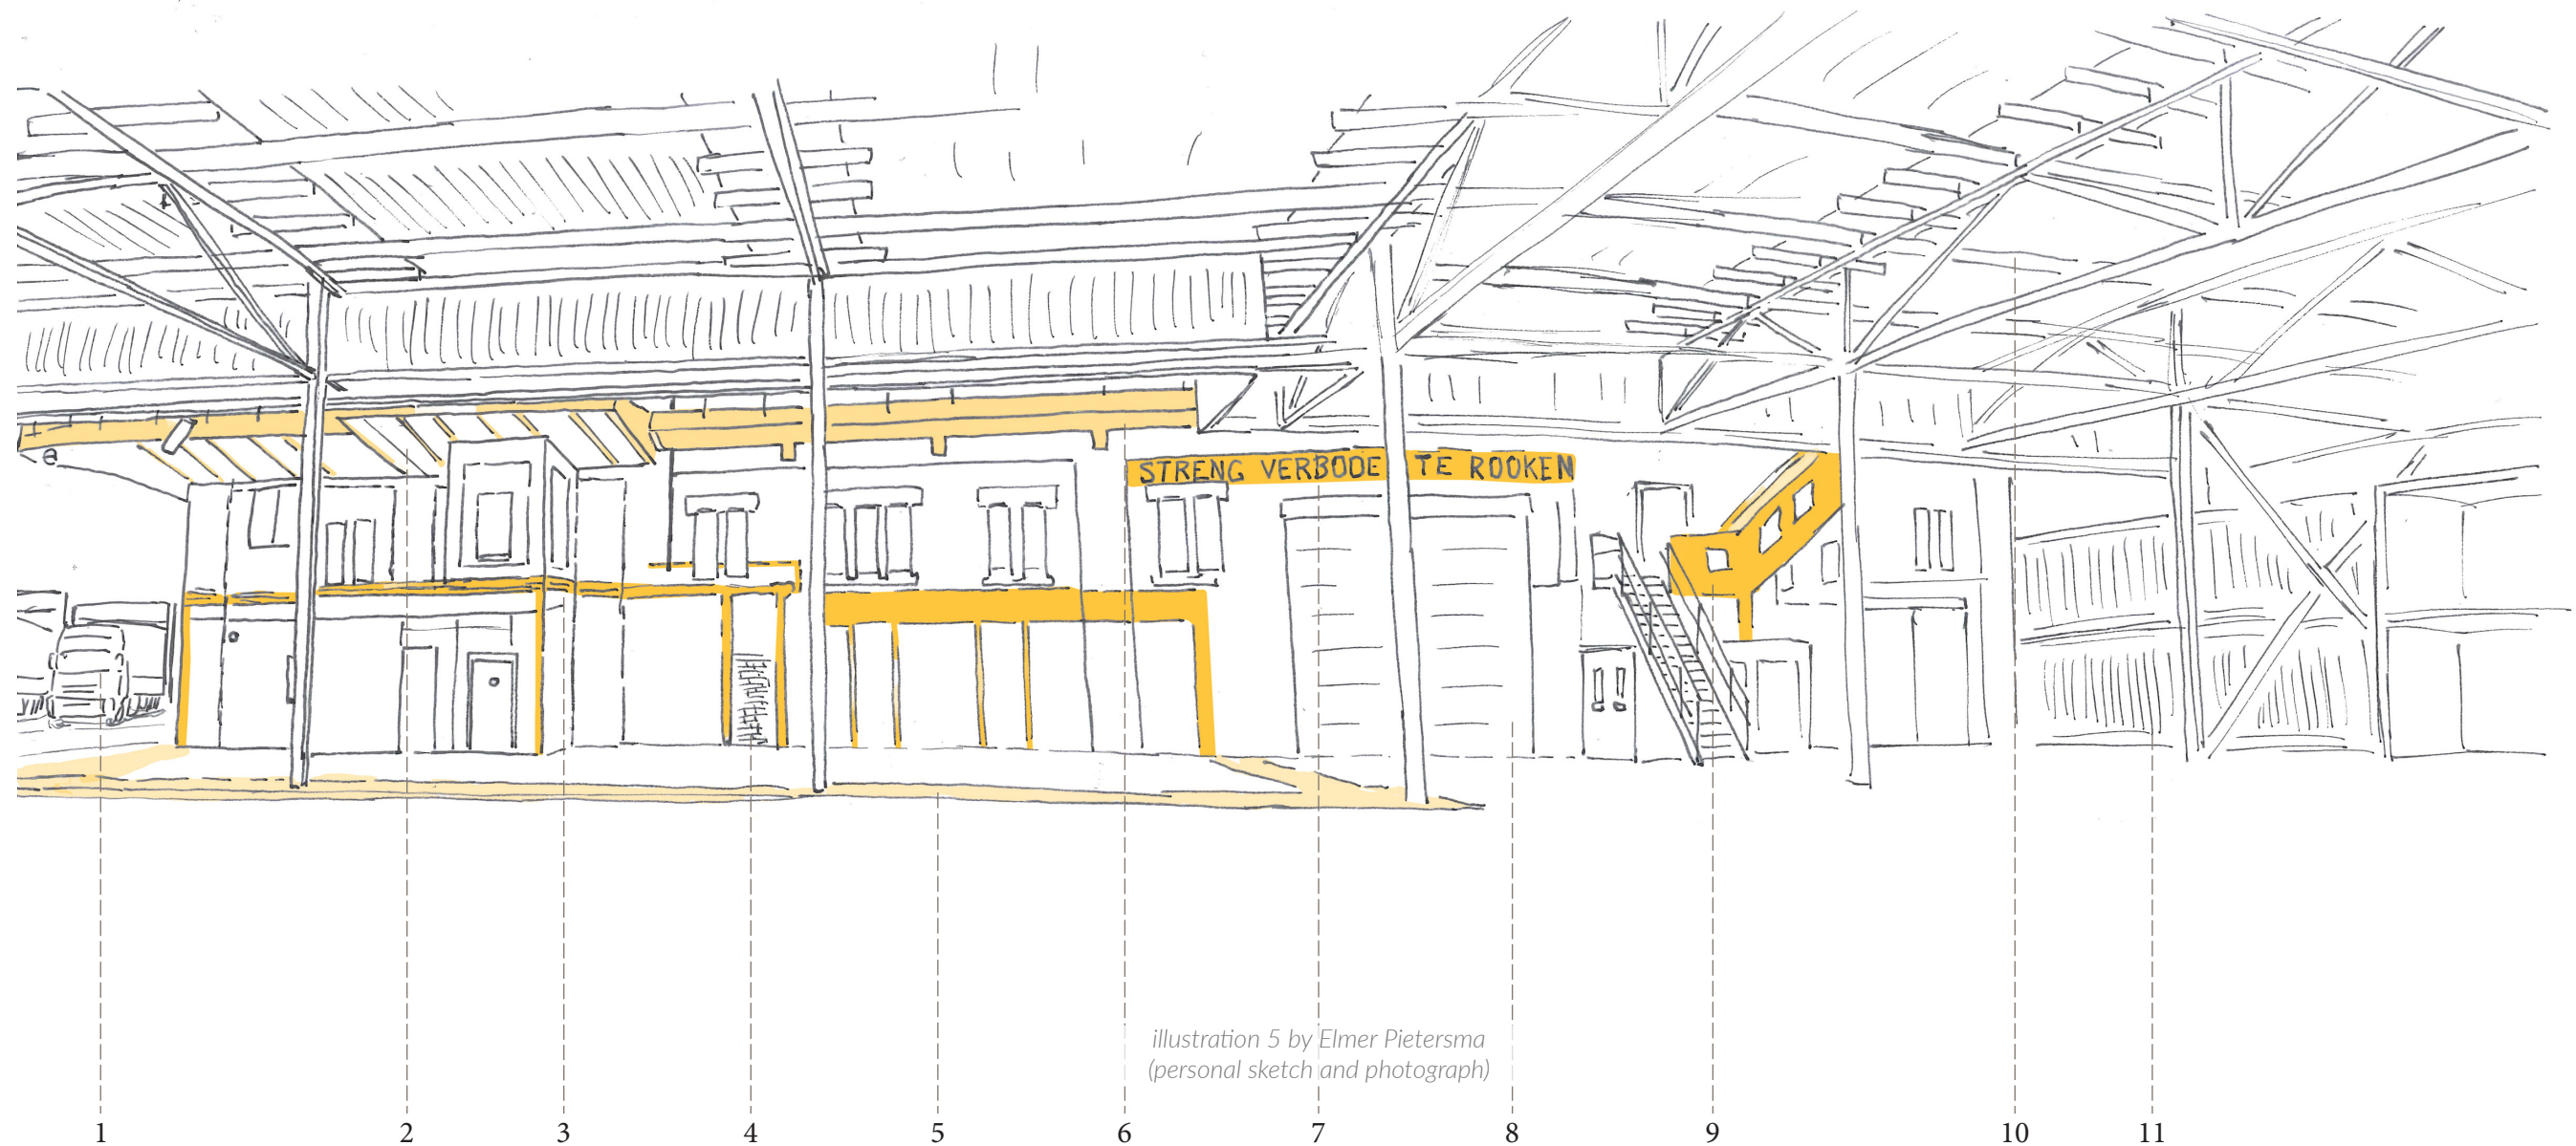 e
STRENG VERBODE TE ROOKEN
illustration 5 by Elmer Pietersma
(personal sketch and photograph)
1 2 3 4 5 6 7 8 9 10 11